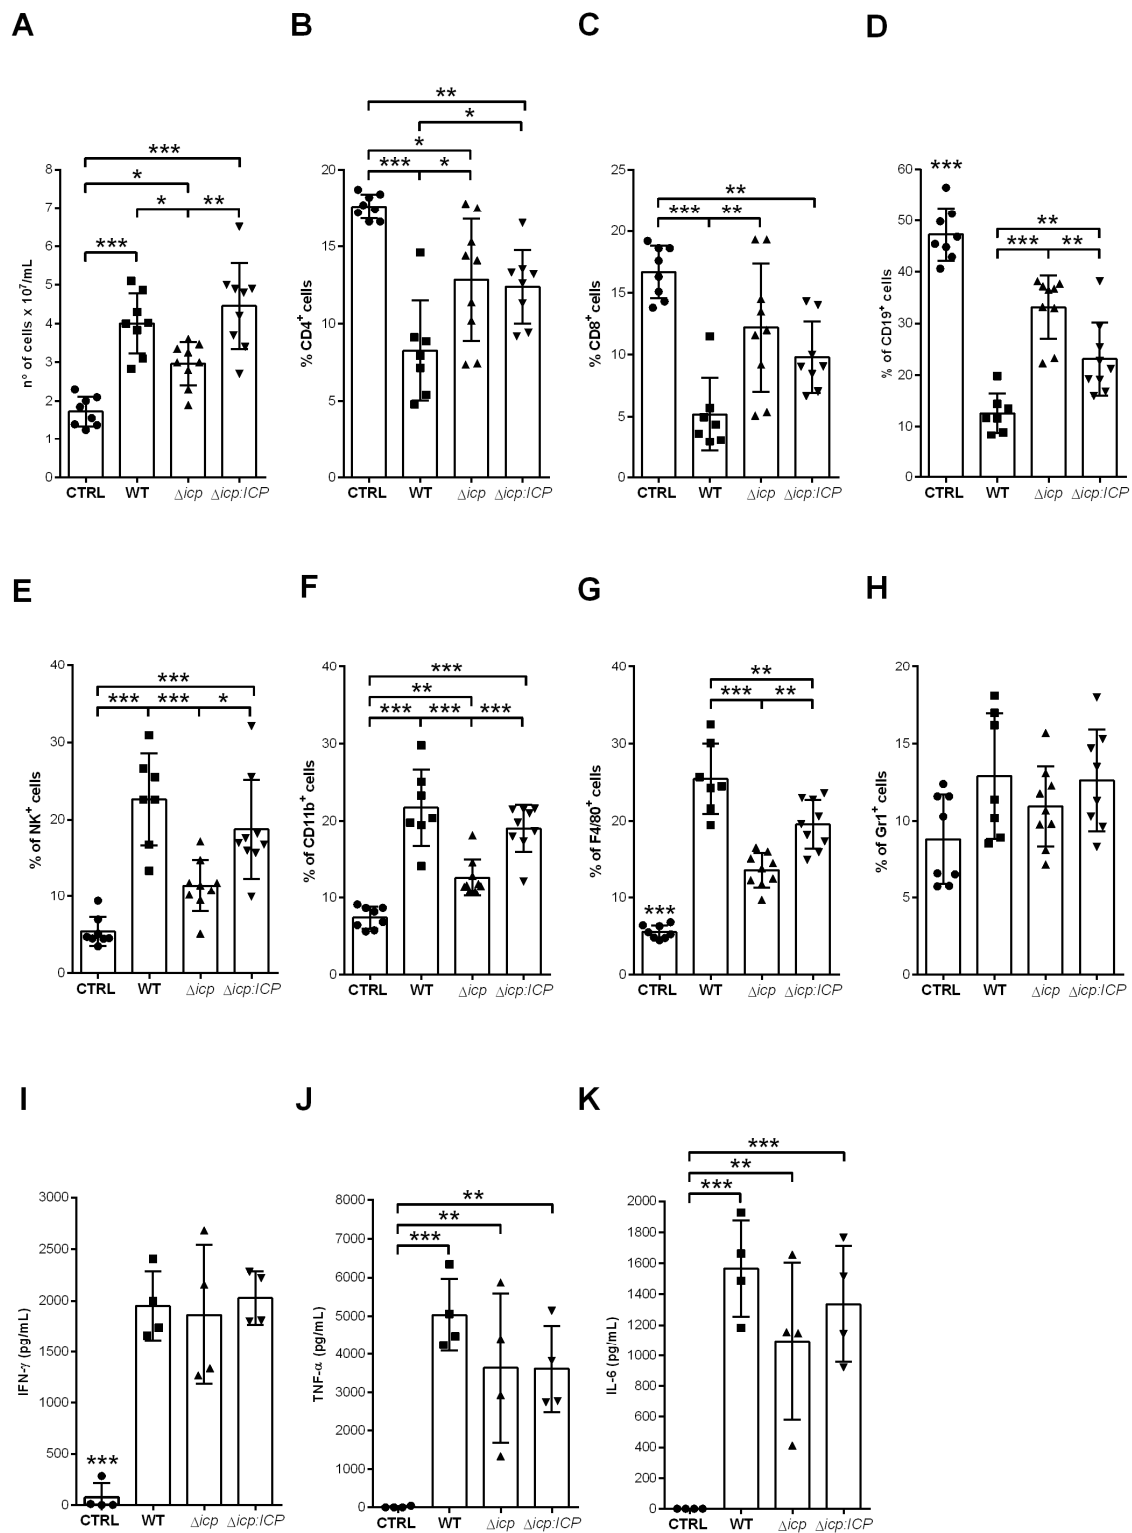 A
B
C
D
***
*
*
**
***
n° of cells x 10⁷/mL
8
7
6
5
4
3
2
1
0
CTRL
WT
Δicp
Δicp:ICP
**
*
*
***
*
% CD4⁺ cells
20
15
10
5
0
CTRL
WT
Δicp
Δicp:ICP
**
***
**
% CD8⁺ cells
25
20
15
10
5
0
CTRL
WT
Δicp
Δicp:ICP
***
**
***
**
% of CD19⁺ cells
60
50
40
30
20
10
0
CTRL
WT
Δicp
Δicp:ICP
E
F
G
H
***
***
***
*
% of NK⁺ cells
40
30
20
10
0
CTRL
WT
Δicp
Δicp:ICP
***
**
***
***
***
% of CD11b⁺ cells
40
30
20
10
0
CTRL
WT
Δicp
Δicp:ICP
**
***
**
***
% of F4/80⁺ cells
40
30
20
10
0
CTRL
WT
Δicp
Δicp:ICP
% of Gr1⁺ cells
20
15
10
5
0
CTRL
WT
Δicp
Δicp:ICP
I
J
K
***
IFN-γ (pg/mL)
3000
2500
2000
1500
1000
500
0
CTRL
WT
Δicp
Δicp:ICP
**
**
***
TNF-α (pg/mL)
8000
7000
6000
5000
4000
3000
2000
1000
0
CTRL
WT
Δicp
Δicp:ICP
***
**
***
IL-6 (pg/mL)
2000
1800
1600
1400
1200
1000
800
600
400
200
0
CTRL
WT
Δicp
Δicp:ICP